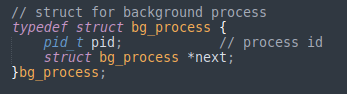 // struct for background process
typedef struct bg_process {
    pid_t pid;            // process id
    struct bg_process *next;
}bg_process;